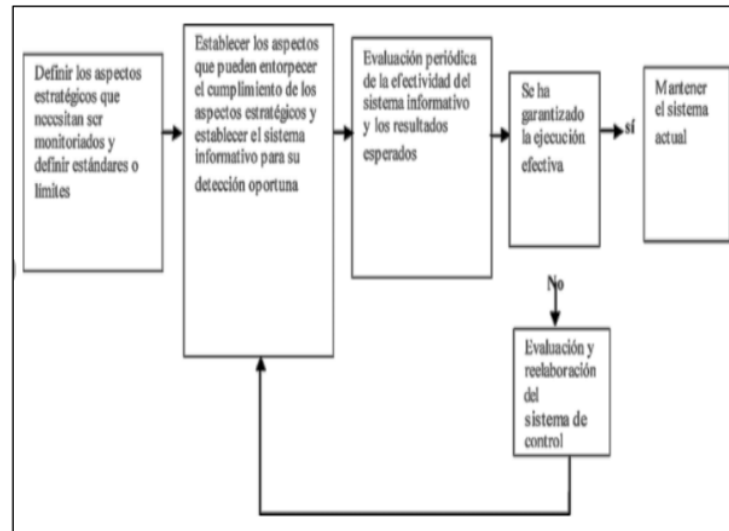 Definir los aspectos
estratégicos que
necesitan ser
monitoriados y
definir estándares o
límites
Establecer los aspectos
que pueden entorpecer
el cumplimiento de los
aspectos estratégicos y
establecer el sistema
informativo para su
detección oportuna
Evaluación periódica
de la efectividad del
sistema informativo
y los resultados
esperados
Se ha
garantizado
la ejecución
efectiva
sí
Mantener
el sistema
actual
No
Evaluación y
reelaboración
del
sistema de
control